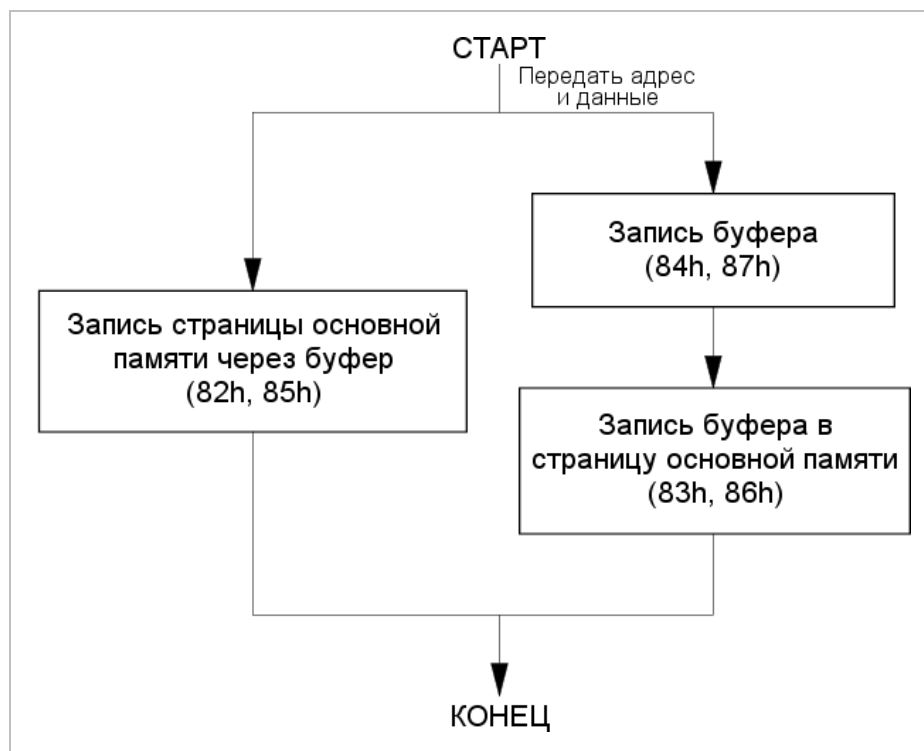 СТАРТ
Передать адрес
и данные
Запись буфера
(84h, 87h)
Запись страницы основной
памяти через буфер
(82h, 85h)
Запись буфера в
страницу основной памяти
(83h, 86h)
КОНЕЦ